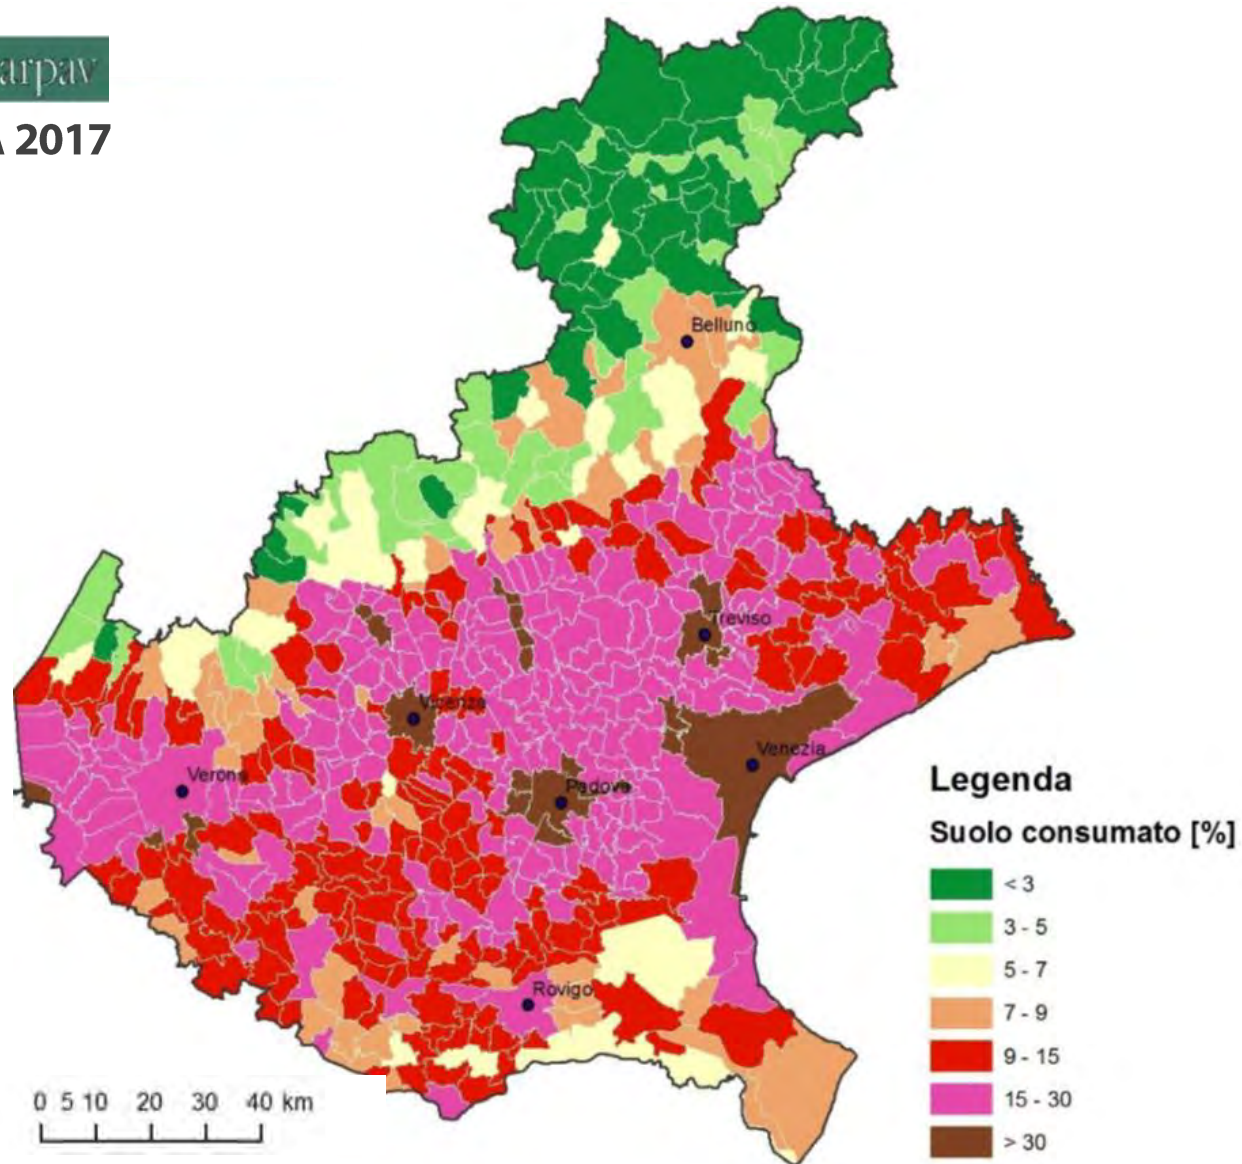 arpav
2017
Belluno
Treviso
Vicenza
Venezia
Verona
Padova
Rovigo
Legenda
Suolo consumato [%]
< 3
3 - 5
5 - 7
7 - 9
9 - 15
15 - 30
> 30
0 5 10 20 30 40 km